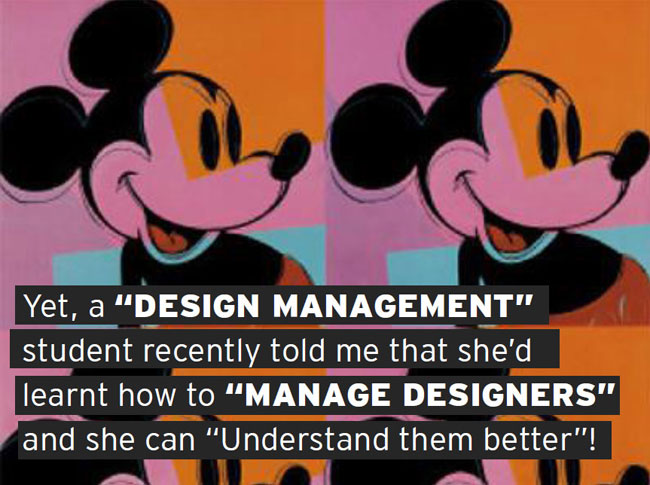 Yet, a “DESIGN MANAGEMENT”
student recently told me that she’d
learnt how to “MANAGE DESIGNERS”
and she can “Understand them better”!